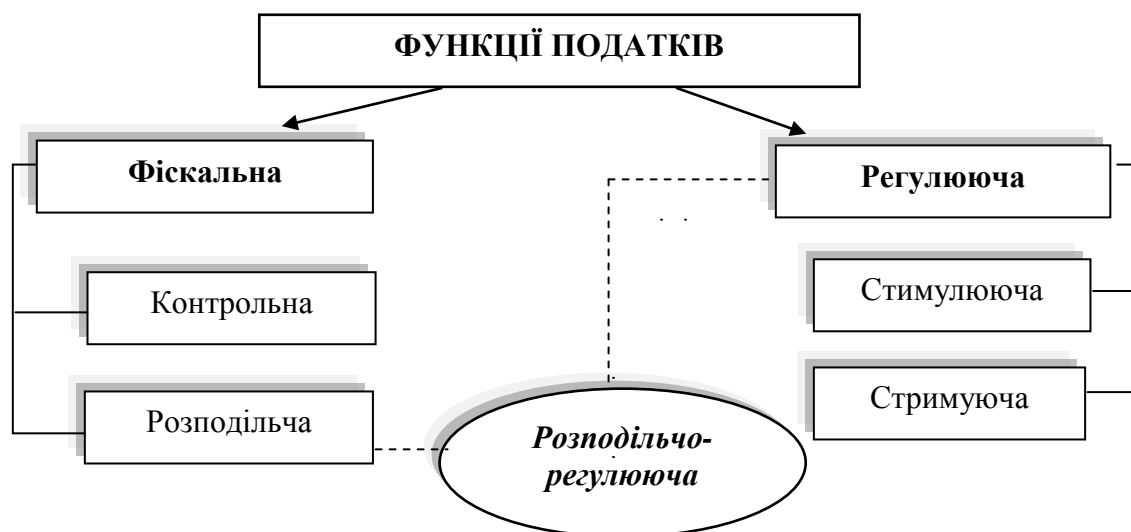 ФУНКЦІЇ ПОДАТКІВ
Фіскальна
Регулююча
Контрольна
Стимулююча
Розподільча
Стримуюча
Розподільчо-
регулююча